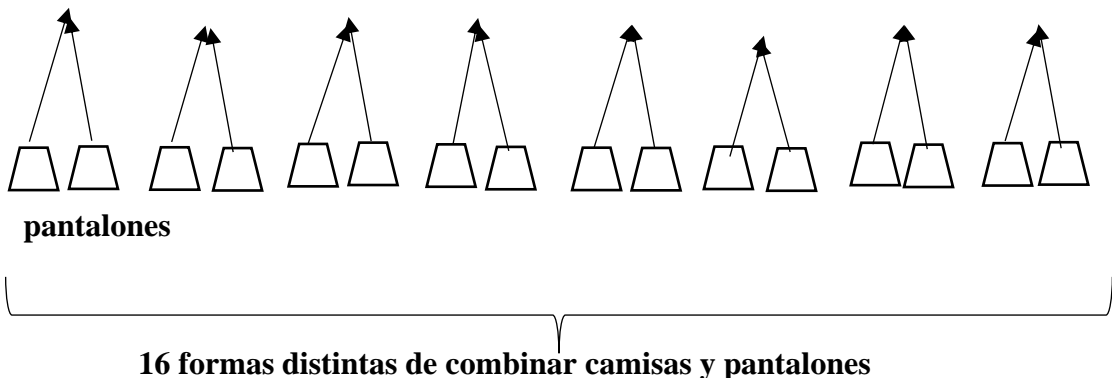 pantalones
16 formas distintas de combinar camisas y pantalones